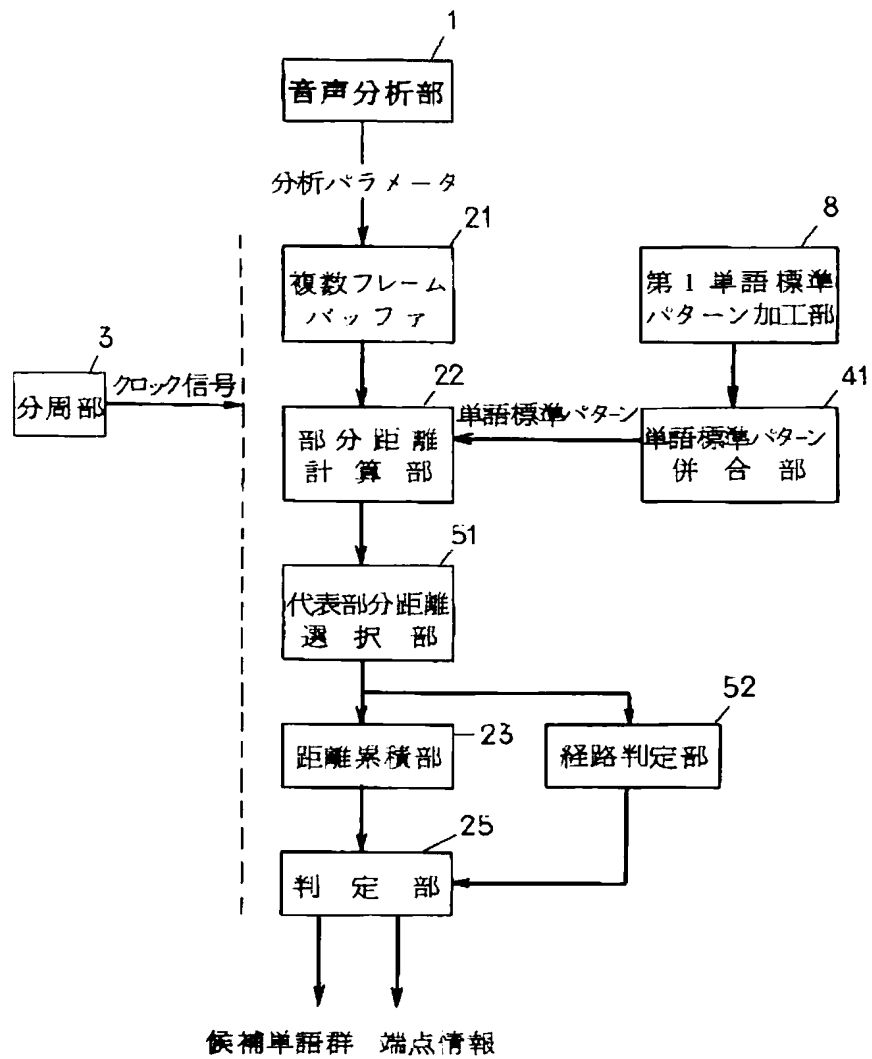 1
音声分析部
分析パラメータ
21
8
複数フレーム
バッファ
第1単語標準
パターン加工部
3
クロック信号
分周部
22
単語標準パターン
41
部分距離
計算部
単語標準パターン
併合部
51
代表部分距離
選択部
52
距離累積部
23
経路判定部
25
判定部
候補単語群 端点情報